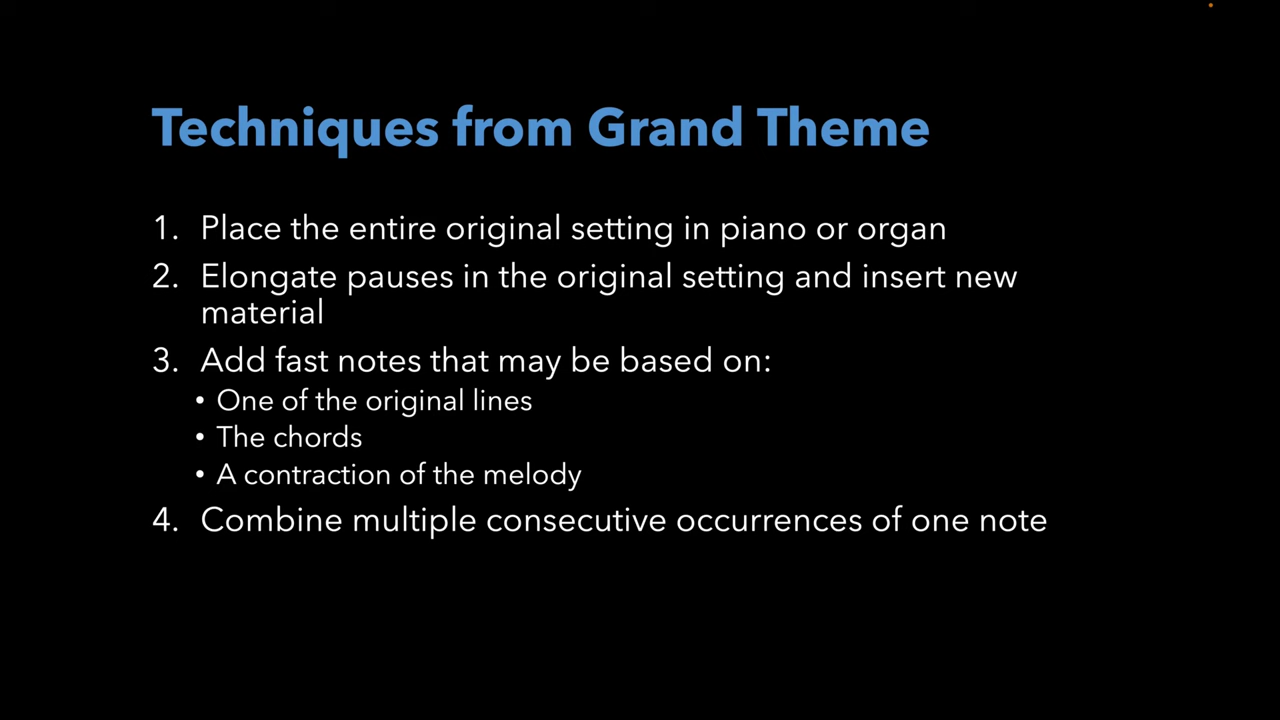 Techniques from Grand Theme
1. Place the entire original setting in piano or organ
2. Elongate pauses in the original setting and insert new
material
3. Add fast notes that may be based on:
• One of the original lines
• The chords
• A contraction of the melody
4. Combine multiple consecutive occurrences of one note